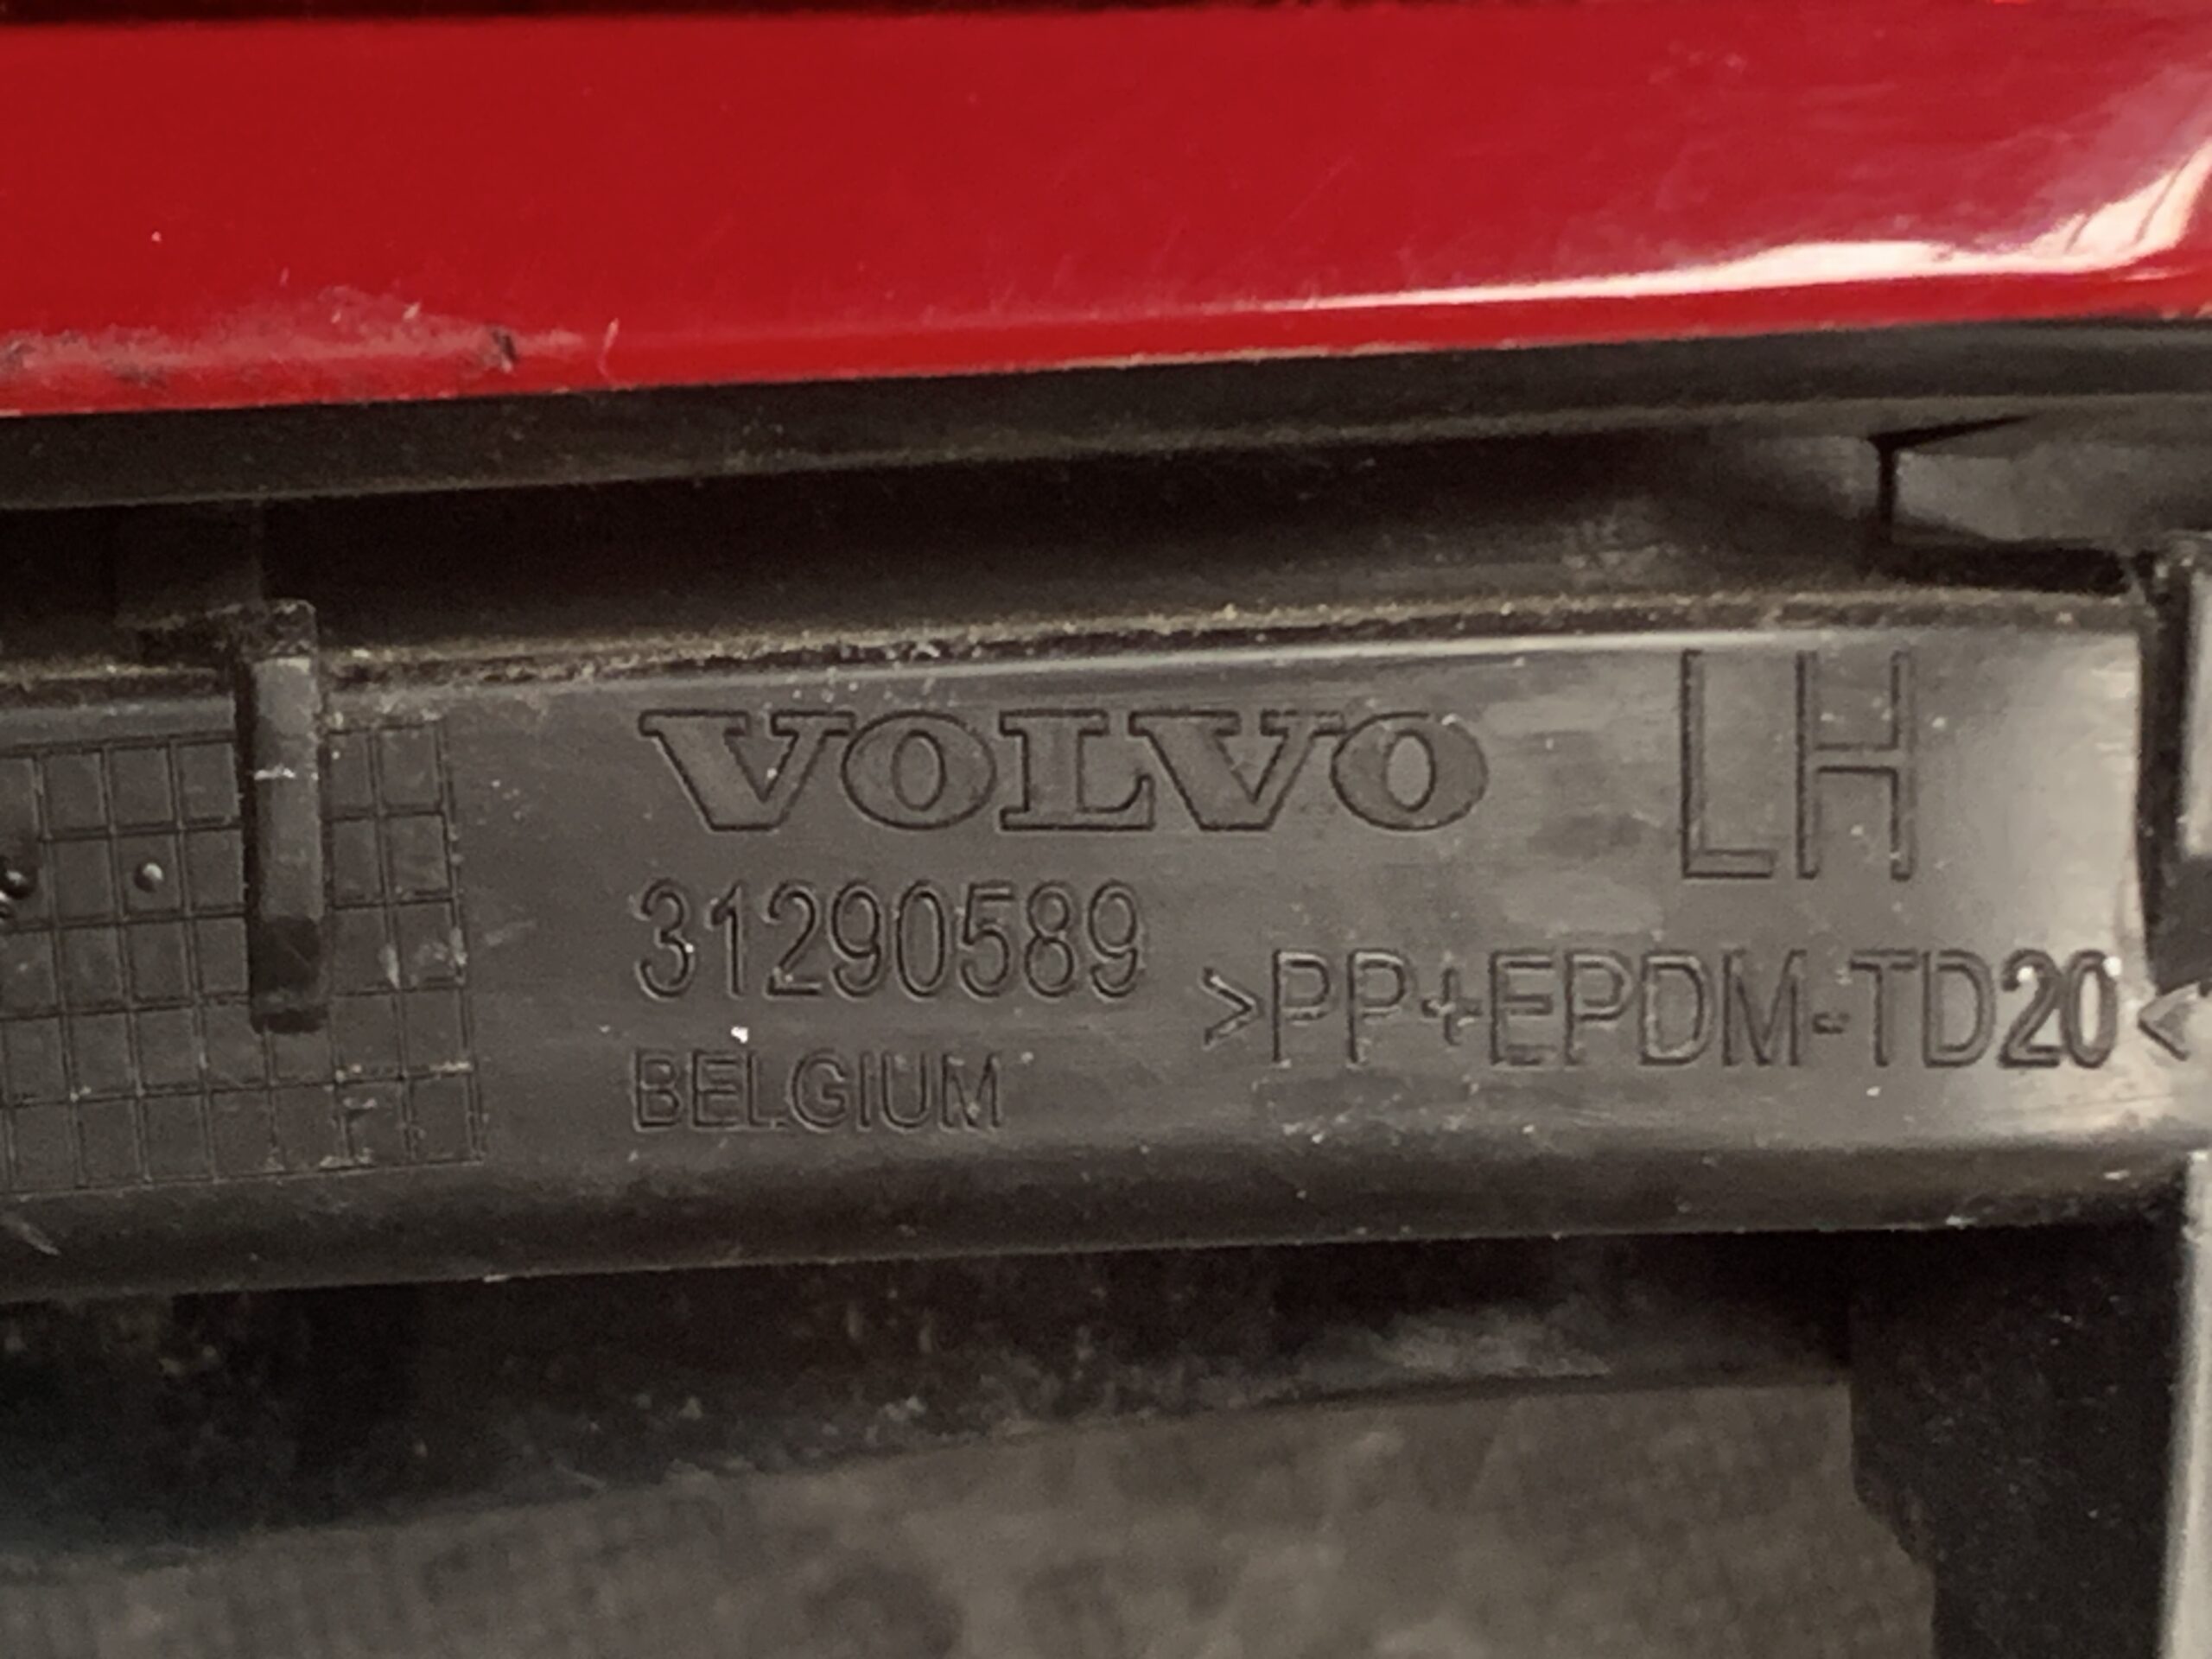 VOLVO LH
31290589
>PP+EPDM-TD20<
BELGIUM